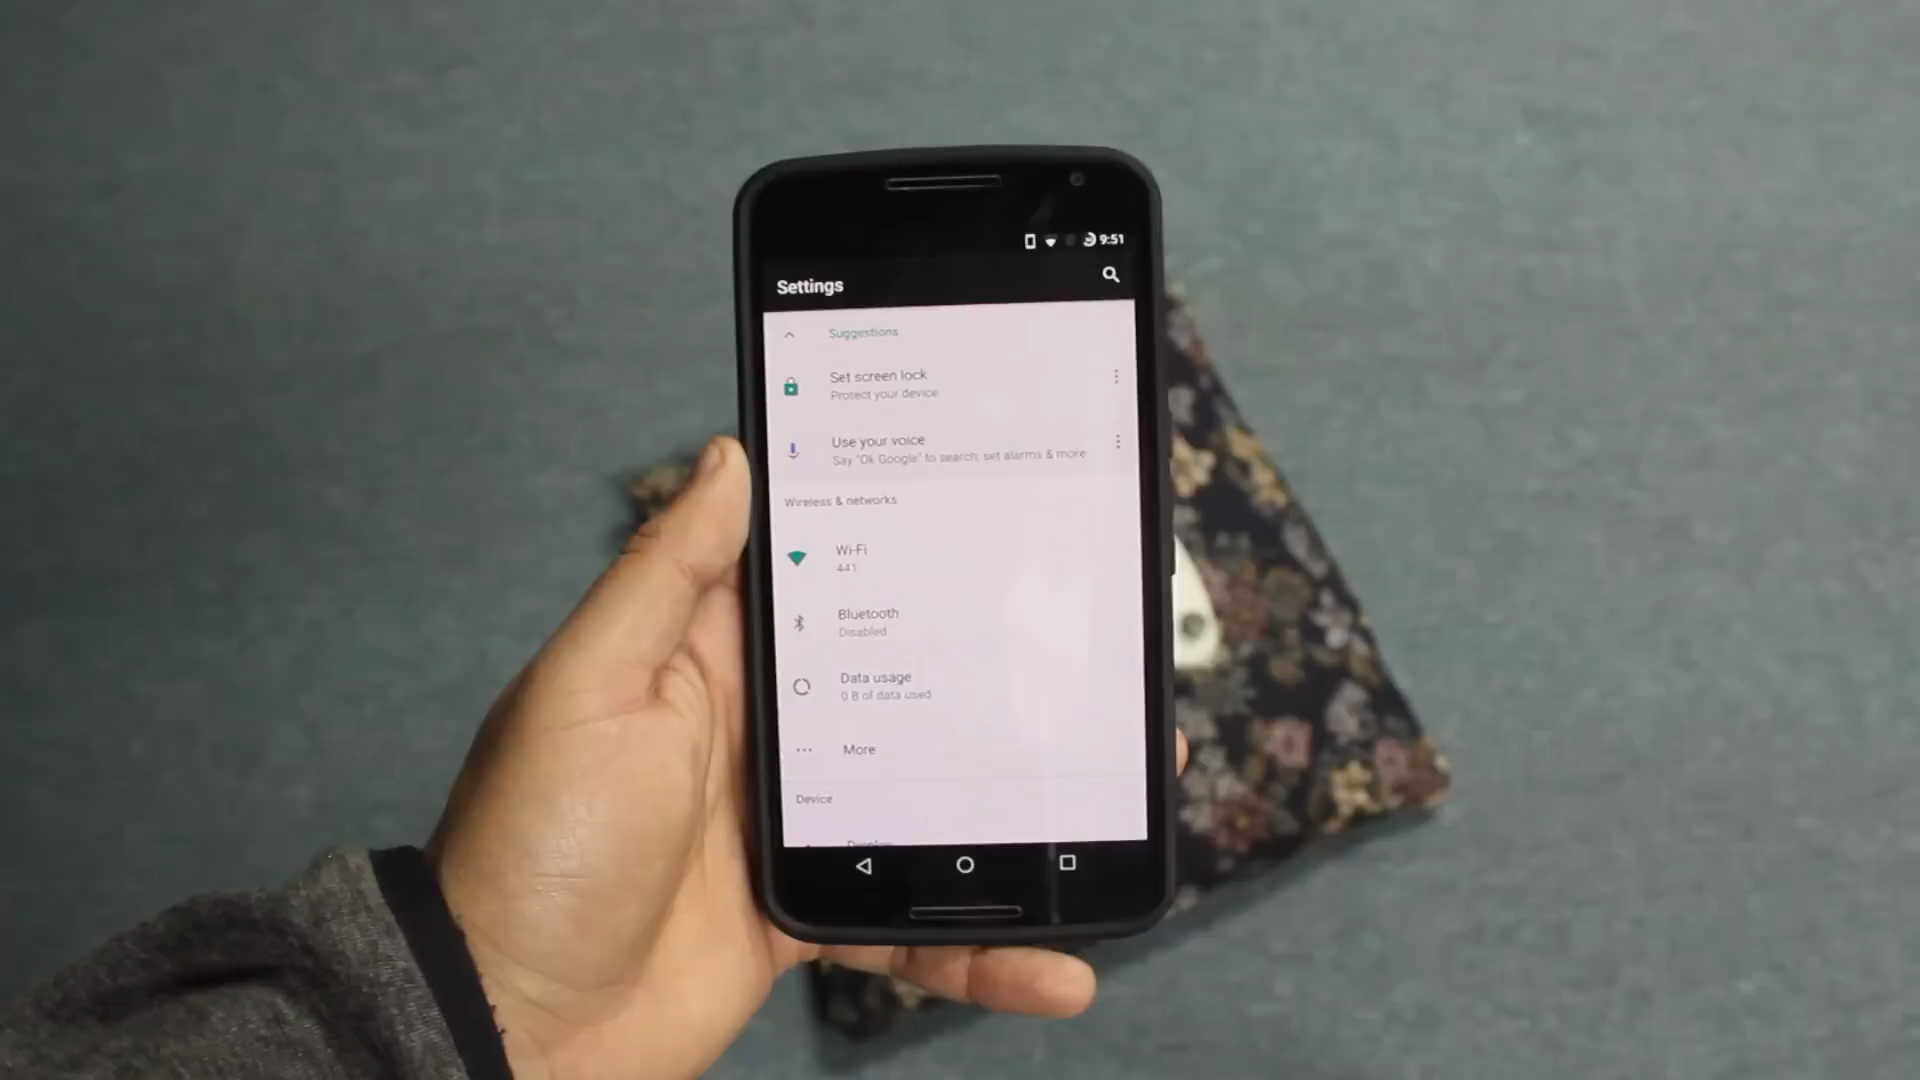 9:51
Settings
Suggestions
Set screen lock
Protect your device
Use your voice
Say "Ok Google" to search, set alarms & more
Wireless & networks
Wi-Fi
441
Bluetooth
Disabled
Data usage
0 B of data used
More
Device
Display